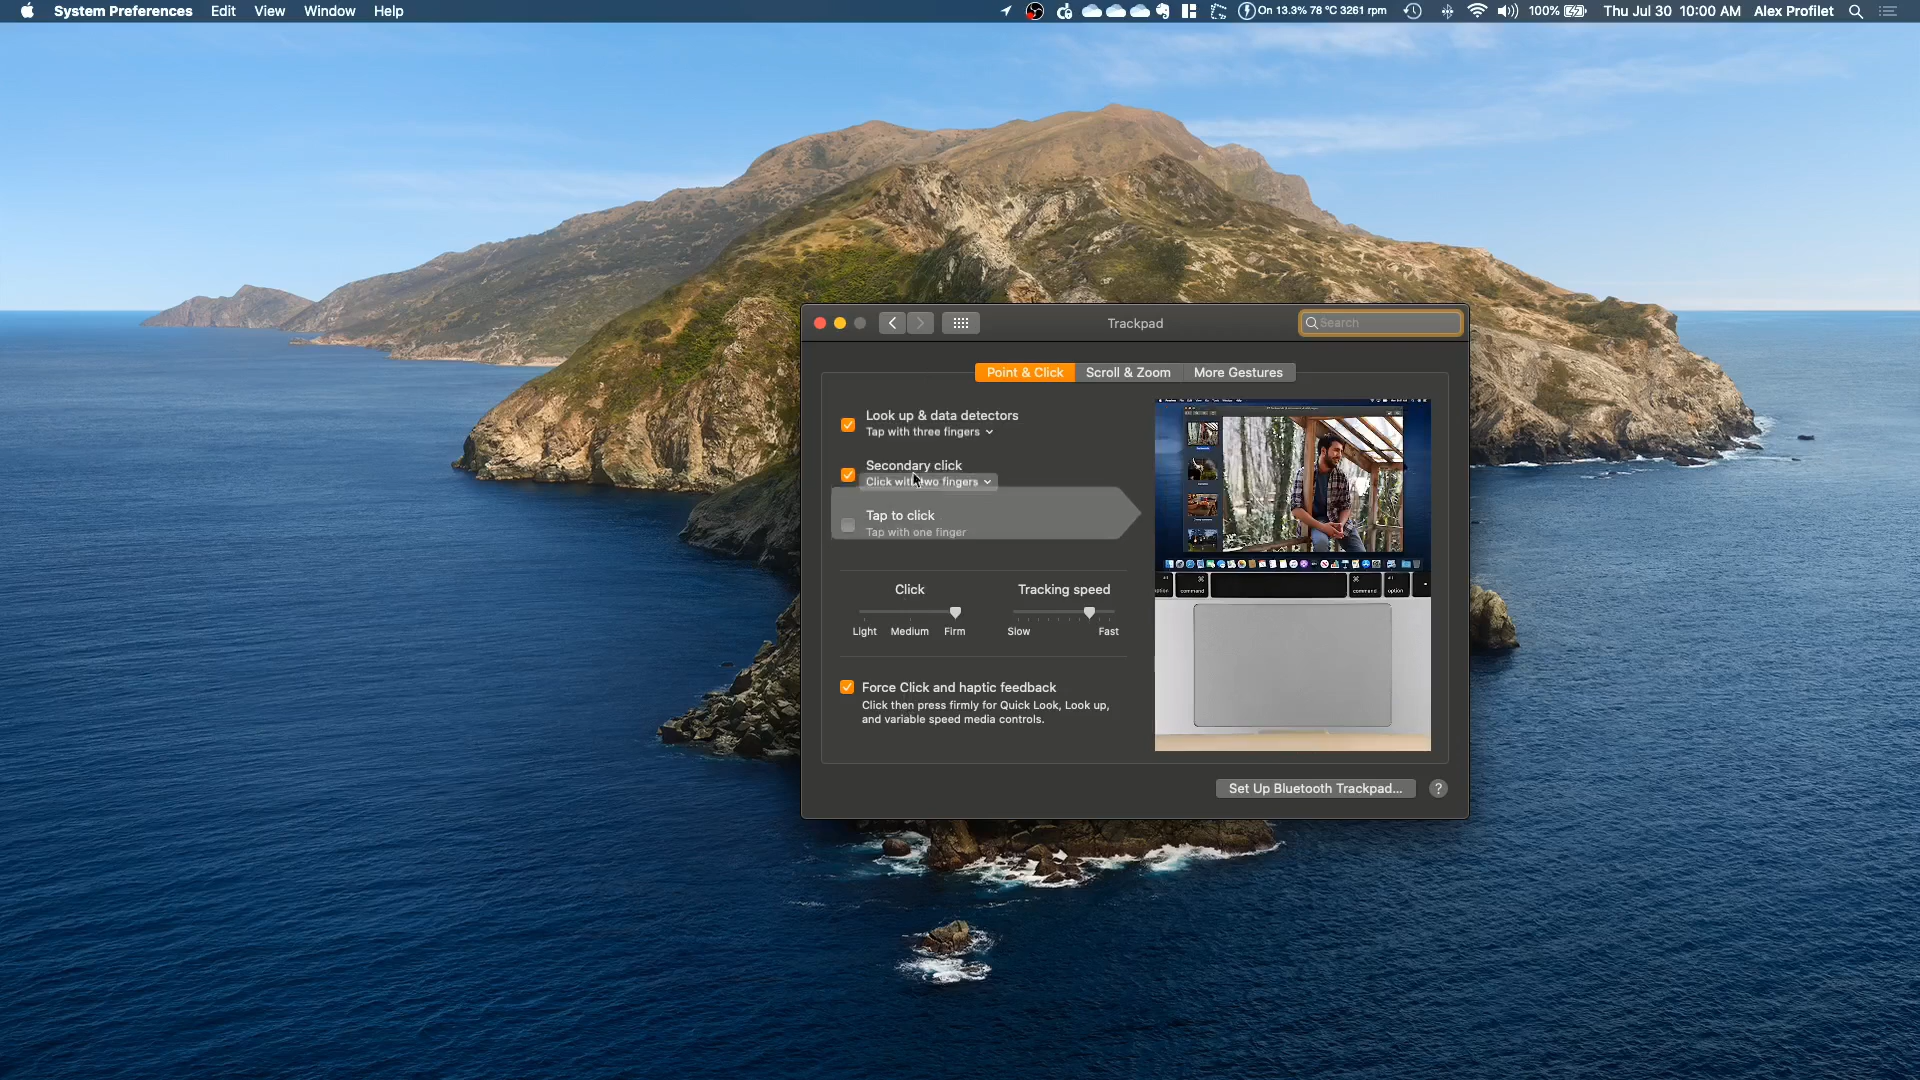 System Preferences Edit View Window Help
On 13.3% 78 °C 3261 rpm 100% Thu Jul 30 10:00 AM Alex Profilet
Trackpad
Search
Point & Click Scroll & Zoom More Gestures
Look up & data detectors
Tap with three fingers
Secondary click
Click with two fingers
Tap to click
Tap with one finger
Click Tracking speed
Light Medium Firm Slow Fast
command command option
Force Click and haptic feedback
Click then press firmly for Quick Look, Look up,
and variable speed media controls.
Set Up Bluetooth Trackpad... ?